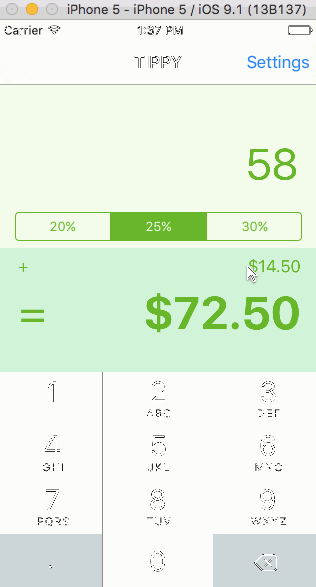 iPhone 5 - iPhone 5 / iOS 9.1 (13B137)
Carrier 1:37 PM
TIPPY Settings
58
20% 25% 30%
+ $14.50
= $72.50
1 2 3
ABC DEF
4 5 6
GHI JKL MNO
7 8 9
PQRS TUV WXYZ
. 0